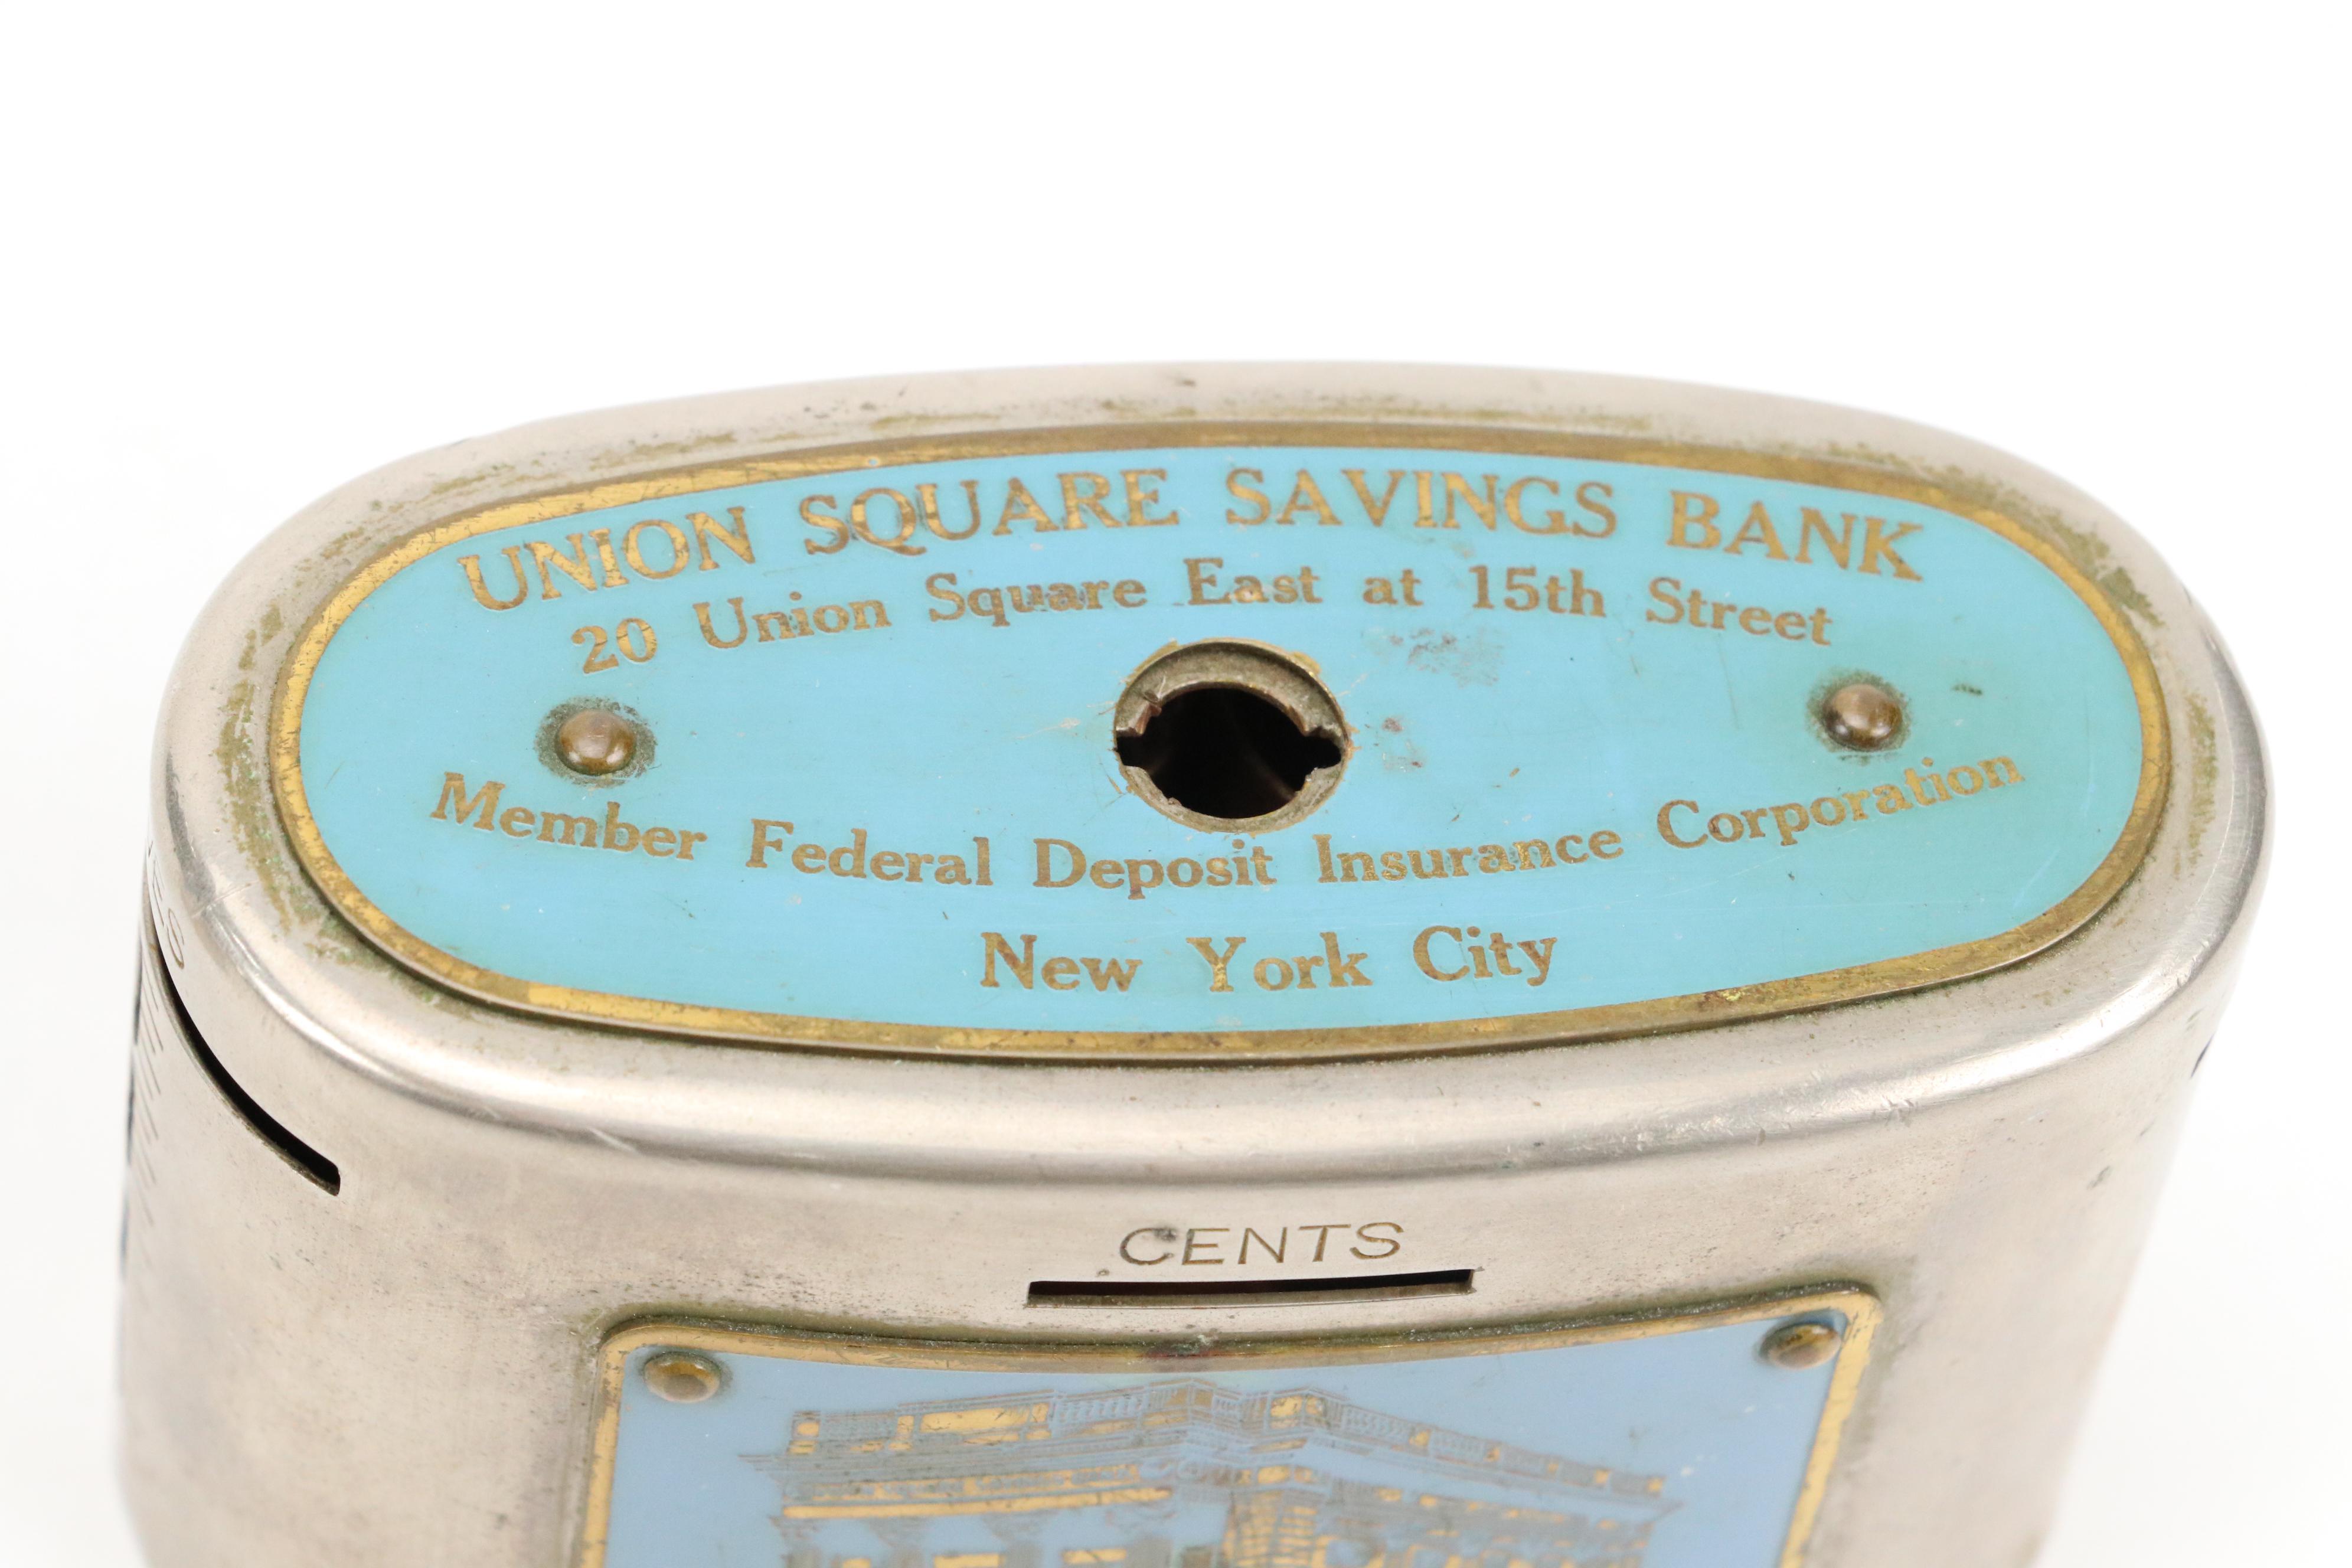 UNION SQUARE SAVINGS BANK
20 Union Square East at 15th Street
Member Federal Deposit Insurance Corporation
New York City
CENTS